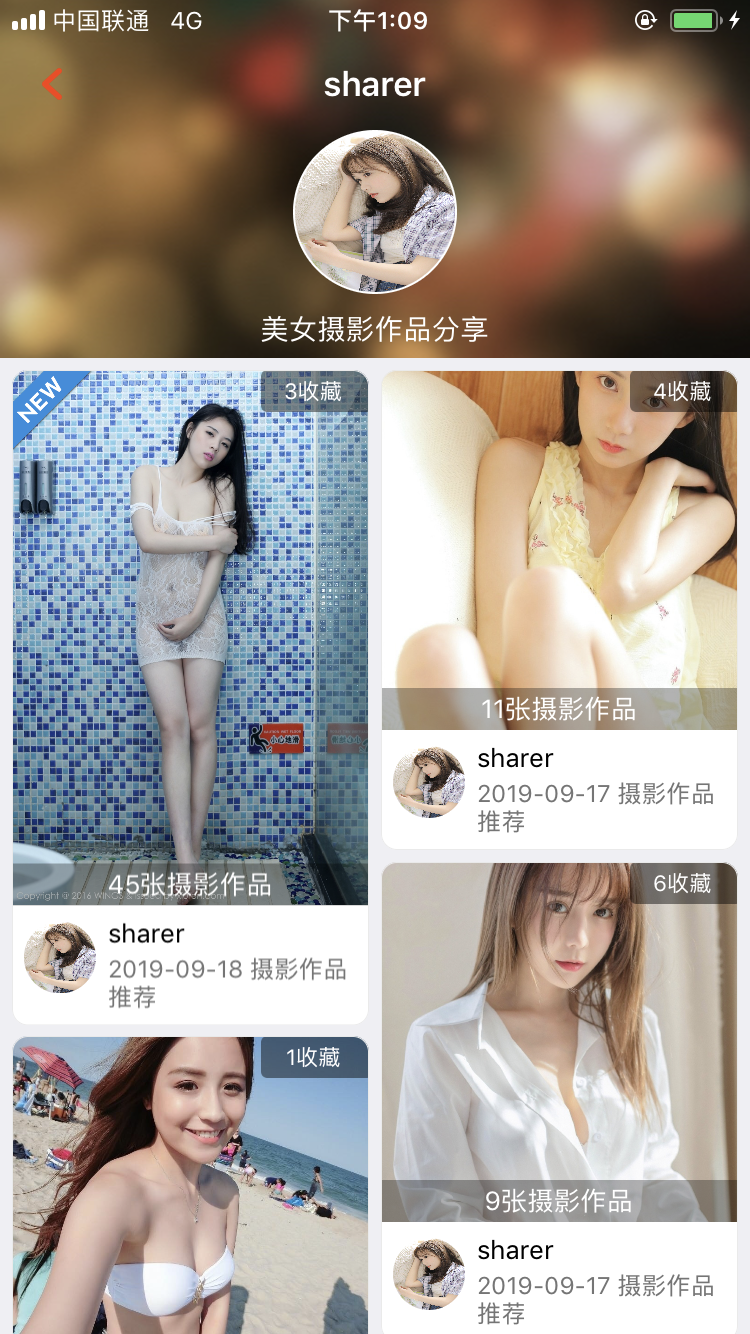 中国联通 4G 下午1:09
sharer
美女摄影作品分享
NEW
3收藏
小心地滑
45张摄影作品
sharer
2019-09-18 摄影作品
推荐
4收藏
11张摄影作品
sharer
2019-09-17 摄影作品
推荐
1收藏
6收藏
9张摄影作品
sharer
2019-09-17 摄影作品
推荐